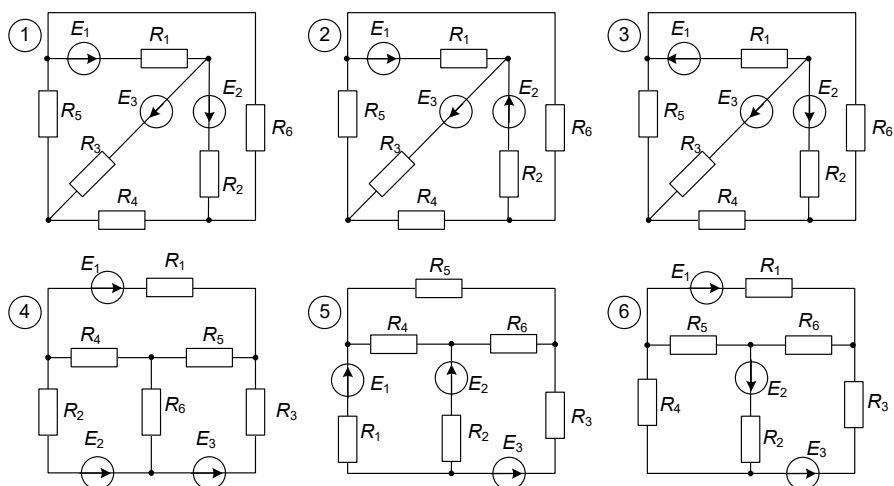 1 E1 R1
R5 E3 E2 R6
R3 R2
R4
2 E1 R1
R5 E3 E2 R6
R3 R2
R4
3 E1 R1
R5 E3 E2 R6
R3 R2
R4
4 E1 R1
R4 R5
R2 R6 R3
E2 E3
5 R5
R4 R6
E1 E2
R1 R2 R3
E3
6 E1 R1
R5 R6
R4 E2 R3
R2
E3